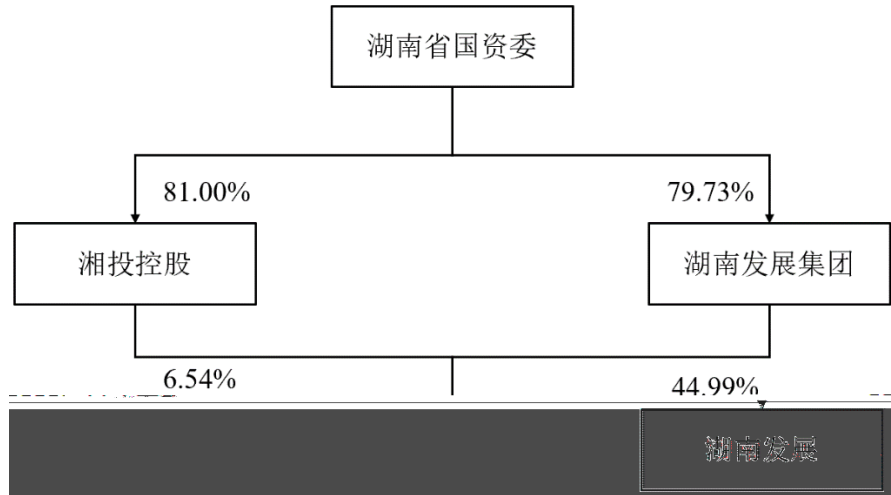 湖南省国资委
81.00%
79.73%
湘投控股
湖南发展集团
6.54%
44.99%
湖南发展